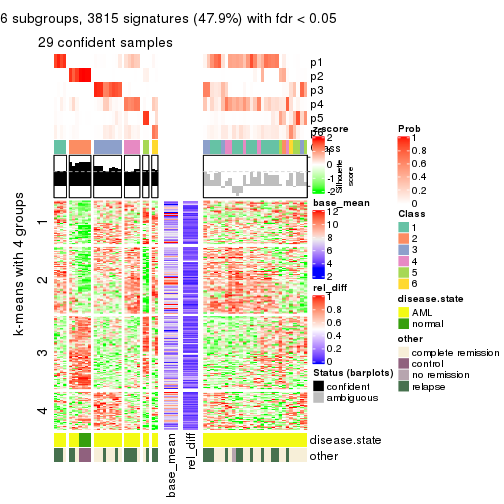 6 subgroups, 3815 signatures (47.9%) with fdr < 0.05
29 confident samples
p1
p2
p3
p4
p5
Silhouette
score
k-means with 4 groups
1
2
3
4
base_mean
rel_diff
disease.state
other
z-score
2
0
-2
base_mean
12
10
8
6
4
2
rel_diff
1
0.8
0.6
0.4
0.2
0
Status (barplots)
confident
ambiguous
Prob
1
0.8
0.6
0.4
0.2
0
Class
1
2
3
4
5
6
disease.state
AML
normal
other
complete remission
control
no remission
relapse